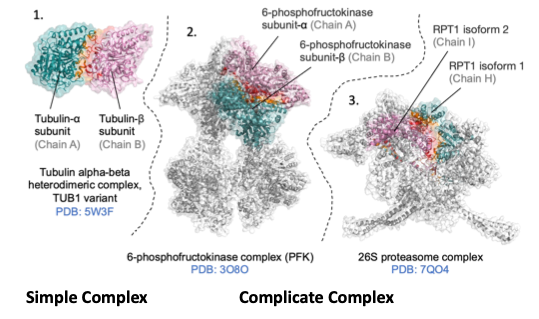 1.
Tubulin-α
subunit
(Chain A)
Tubulin-β
subunit
(Chain B)
Tubulin alpha-beta
heterodimeric complex,
TUB1 variant
PDB: 5W3F
2.
6-phosphofructokinase
subunit-α (Chain A)
6-phosphofructokinase
subunit-β (Chain B)
6-phosphofructokinase complex (PFK)
PDB: 3O8O
3.
RPT1 isoform 2
(Chain I)
RPT1 isoform 1
(Chain H)
26S proteasome complex
PDB: 7QO4
Simple Complex
Complicate Complex